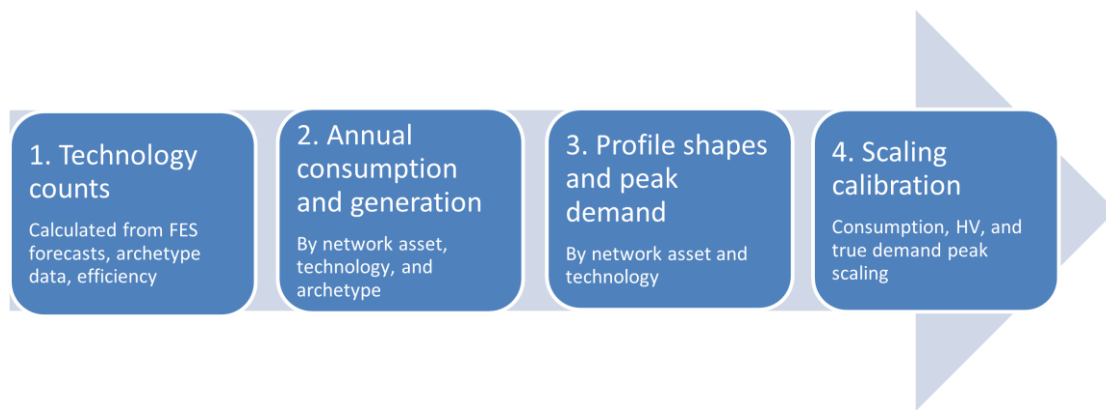 1. Technology
counts
Calculated from FES
forecasts, archetype
data, efficiency
2. Annual
consumption
and generation
By network asset,
technology, and
archetype
3. Profile shapes
and peak
demand
By network asset and
technology
4. Scaling
calibration
Consumption, HV, and
true demand peak
scaling